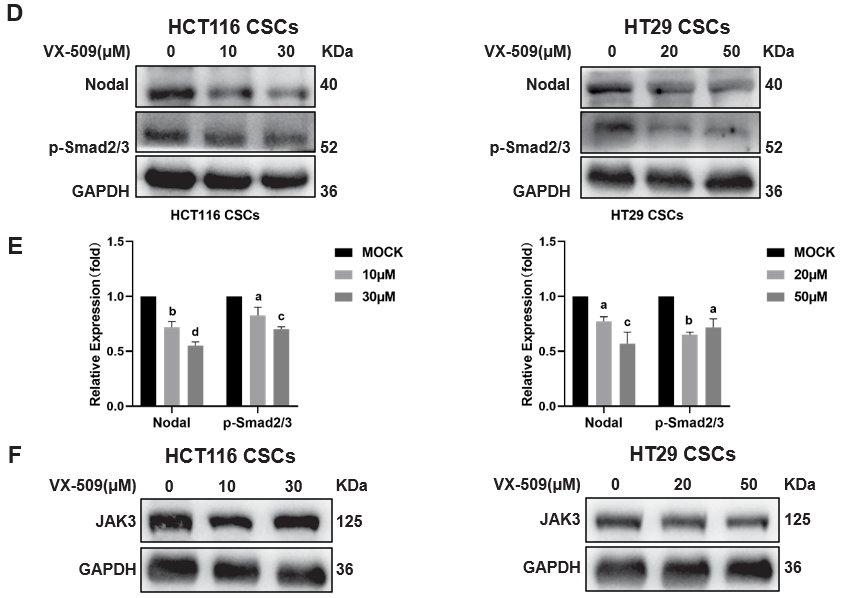 D
HCT116 CSCs
VX-509(μM) 0 10 30 KDa
Nodal 40
p-Smad2/3 52
GAPDH 36
HT29 CSCs
VX-509(μM) 0 20 50 KDa
Nodal 40
p-Smad2/3 52
GAPDH 36
E
HCT116 CSCs
Relative Expression(fold)
1.5
1.0
0.5
0.0
b
d
a
c
Nodal p-Smad2/3
MOCK
10μM
30μM
HT29 CSCs
Relative Expression(fold)
1.5
1.0
0.5
0.0
a
c
b
a
Nodal p-Smad2/3
MOCK
20μM
50μM
F
HCT116 CSCs
VX-509(μM) 0 10 30 KDa
JAK3 125
GAPDH 36
HT29 CSCs
VX-509(μM) 0 20 50 KDa
JAK3 125
GAPDH 36